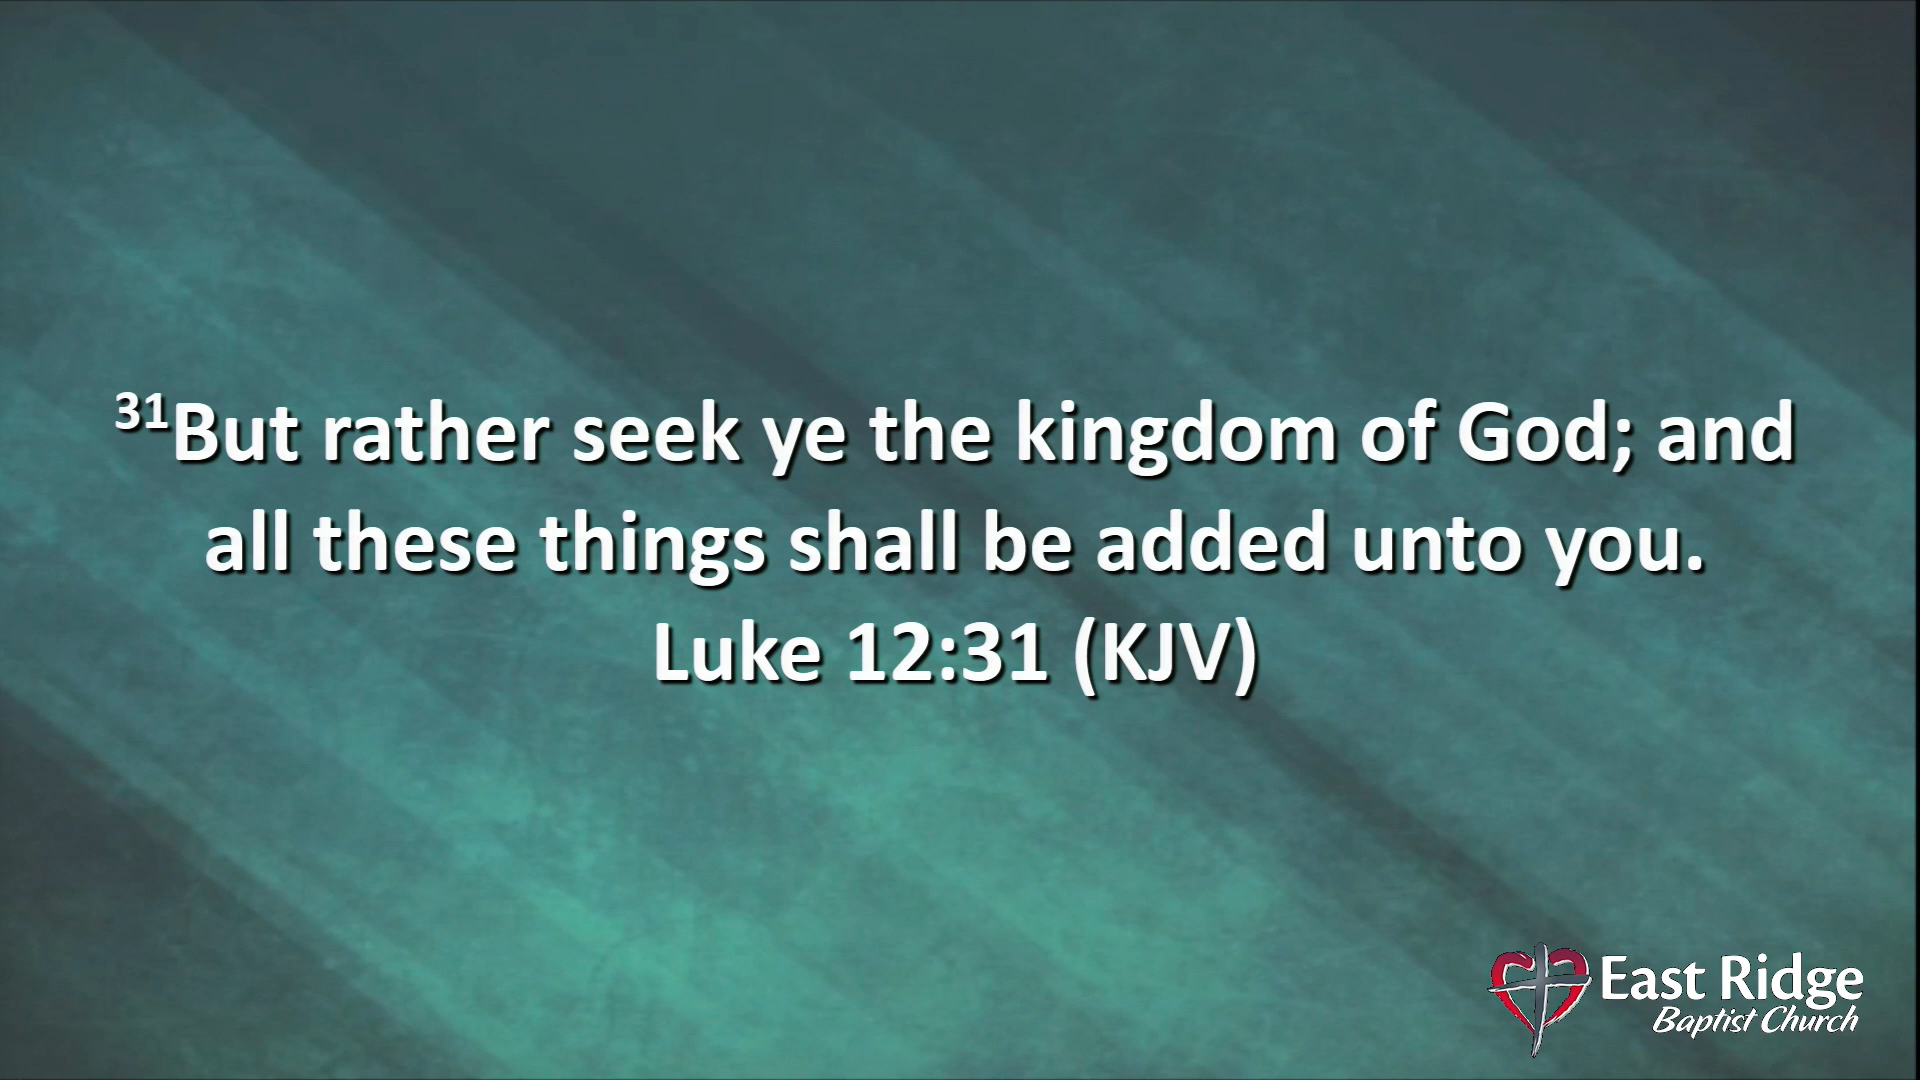 31But rather seek ye the kingdom of God; and
all these things shall be added unto you.
Luke 12:31 (KJV)
East Ridge
Baptist Church